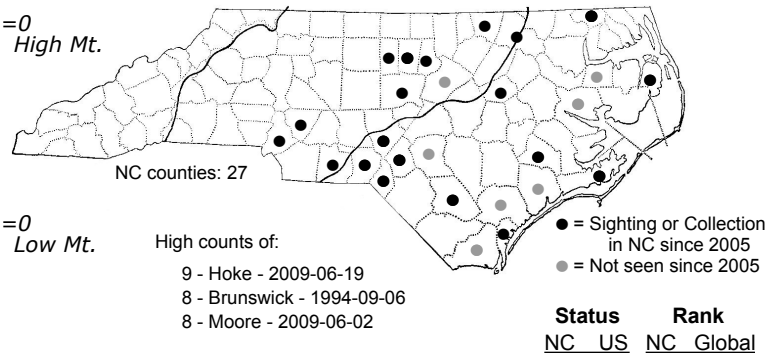 =0
High Mt.
NC counties: 27
=0
Low Mt.
High counts of:
9 - Hoke - 2009-06-19
8 - Brunswick - 1994-09-06
8 - Moore - 2009-06-02
= Sighting or Collection
in NC since 2005
= Not seen since 2005
Status Rank
NC US NC Global